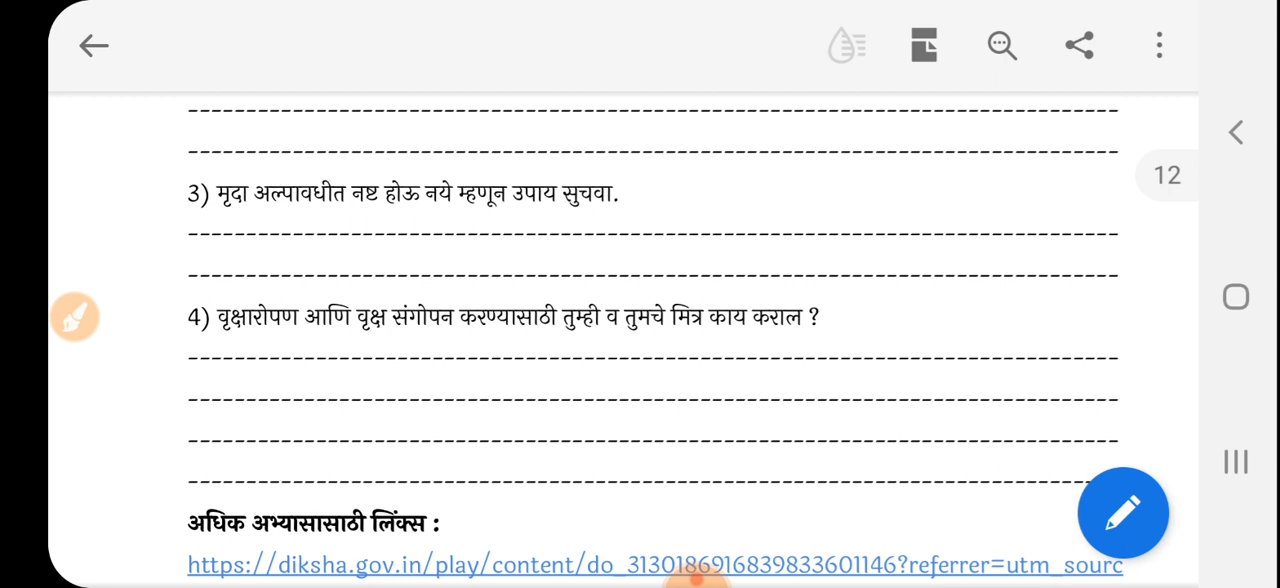 12
--------------------------------------------------------------------------------
--------------------------------------------------------------------------------
3) मृदा अल्पावधीत नष्ट होऊ नये म्हणून उपाय सुचवा.
--------------------------------------------------------------------------------
--------------------------------------------------------------------------------
4) वृक्षारोपण आणि वृक्ष संगोपन करण्यासाठी तुम्ही व तुमचे मित्र काय कराल ?
--------------------------------------------------------------------------------
--------------------------------------------------------------------------------
--------------------------------------------------------------------------------
--------------------------------------------------------------------------------
अधिक अभ्यासासाठी लिंक्स :
https://diksha.gov.in/play/content/do_3130186916839833601146?referrer=utm_sourc